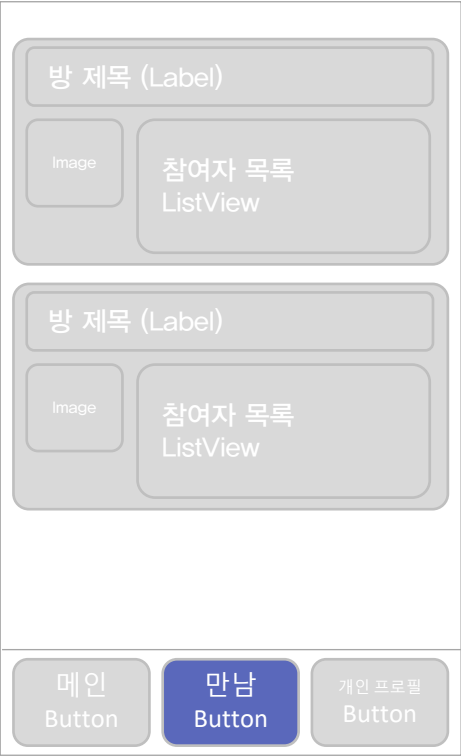 방 제목 (Label)
Image
참여자 목록
ListView
방 제목 (Label)
Image
참여자 목록
ListView
메인
Button
만남
Button
개인 프로필
Button